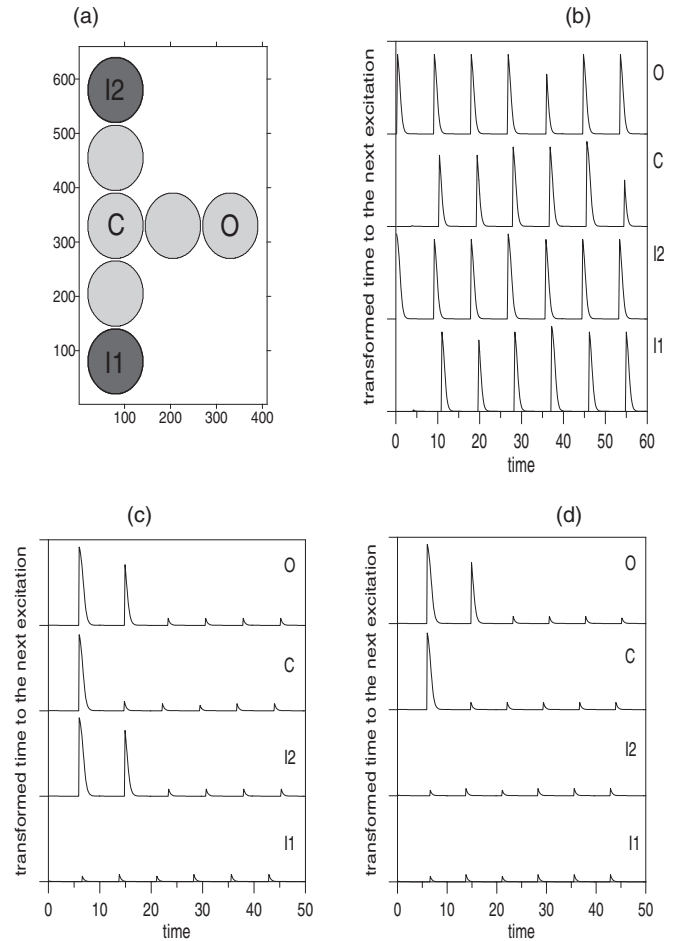 (a)
600
500
400
300
200
100
I2
C
O
I1
100 200 300 400
(b)
transformed time to the next excitation
O
C
I2
I1
0 10 20 30 40 50 60
time
(c)
transformed time to the next excitation
O
C
I2
I1
0 10 20 30 40 50
time
(d)
transformed time to the next excitation
O
C
I2
I1
0 10 20 30 40 50
time